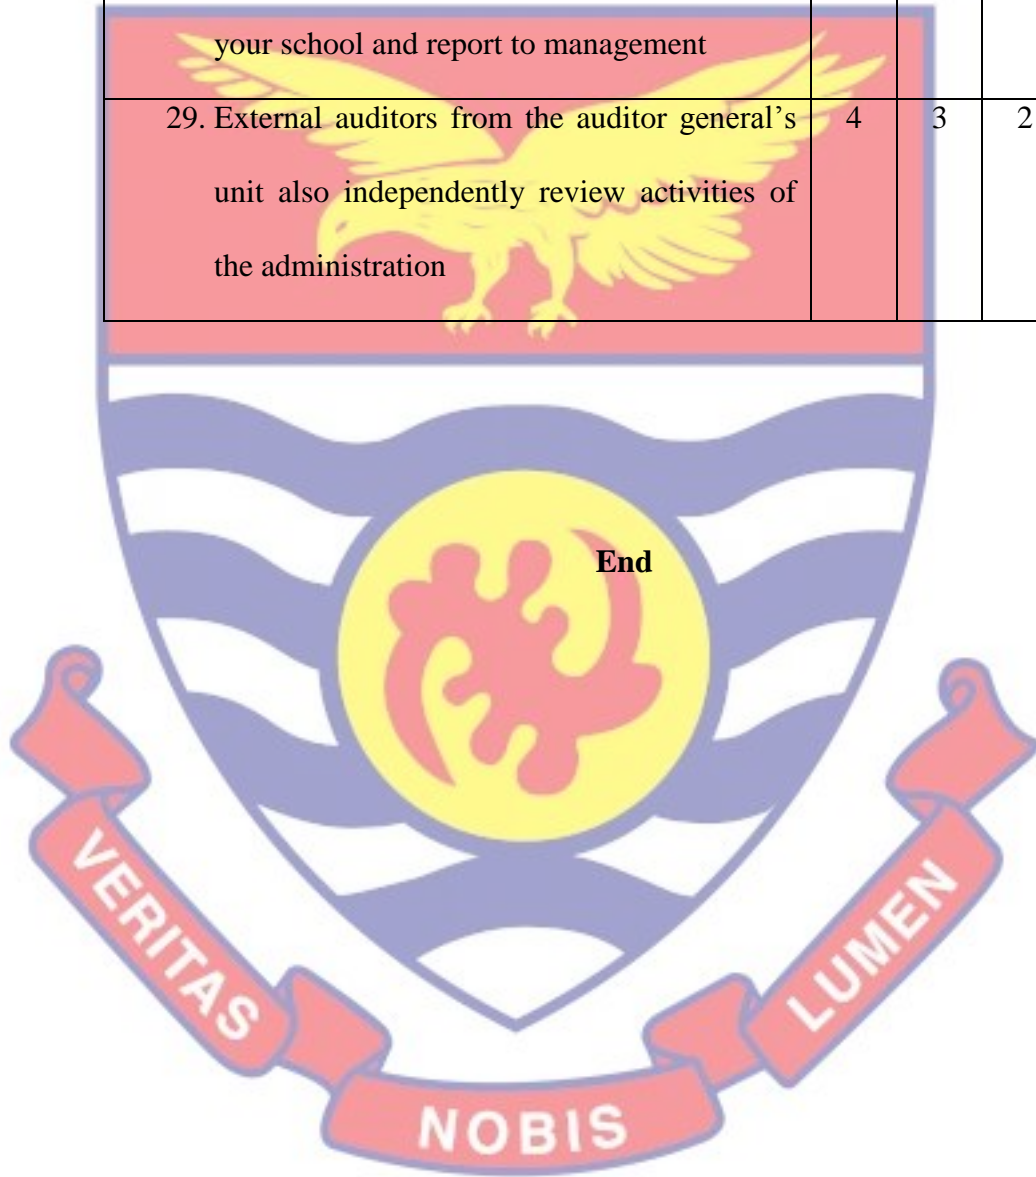 your school and report to management
29. External auditors from the auditor general’s 4 3 2
unit also independently review activities of
the administration
End
VERITAS
NOBIS
LUMEN